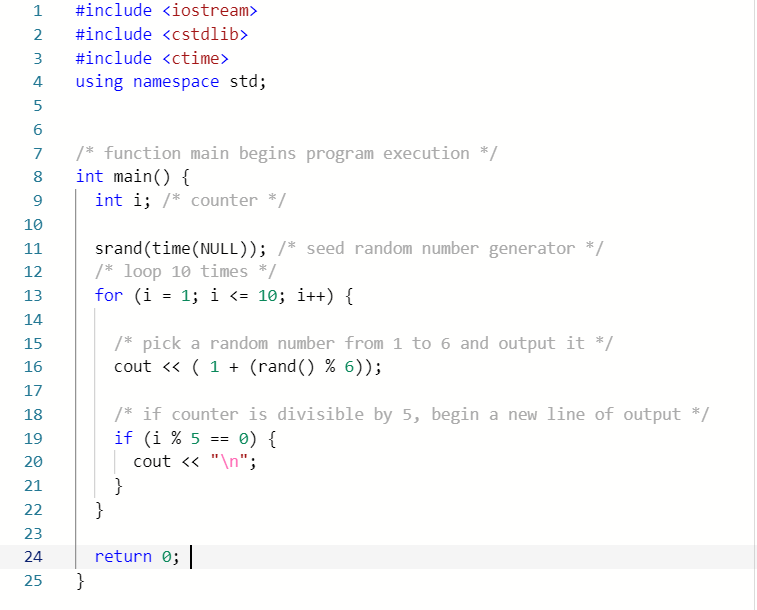 1 #include <iostream>
2 #include <cstdlib>
3 #include <ctime>
4 using namespace std;
5
6
7 /* function main begins program execution */
8 int main() {
9   int i; /* counter */
10
11   srand(time(NULL)); /* seed random number generator */
12   /* loop 10 times */
13   for (i = 1; i <= 10; i++) {
14
15     /* pick a random number from 1 to 6 and output it */
16     cout << ( 1 + (rand() % 6));
17
18     /* if counter is divisible by 5, begin a new line of output */
19     if (i % 5 == 0) {
20       cout << "\n";
21     }
22   }
23
24   return 0;
25 }